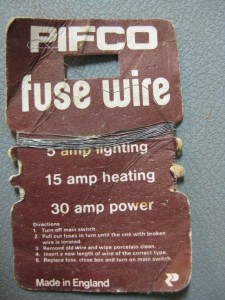 PIFCO
fuse wire
5 amp lighting
15 amp heating
30 amp power
Directions
1. Turn off main switch.
2. Pull out fuses in turn until the one with broken
wire is located.
3. Remove old wire and wipe porcelain clean.
4. Insert a new length of wire of the correct type.
5. Replace fuse, close box and turn on main switch.
Made in England